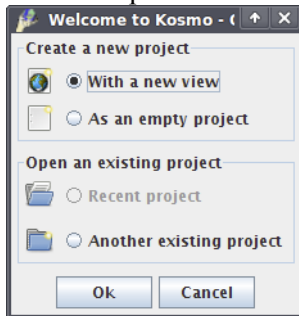 Welcome to Kosmo - (
Create a new project
With a new view
As an empty project
Open an existing project
Recent project
Another existing project
Ok
Cancel